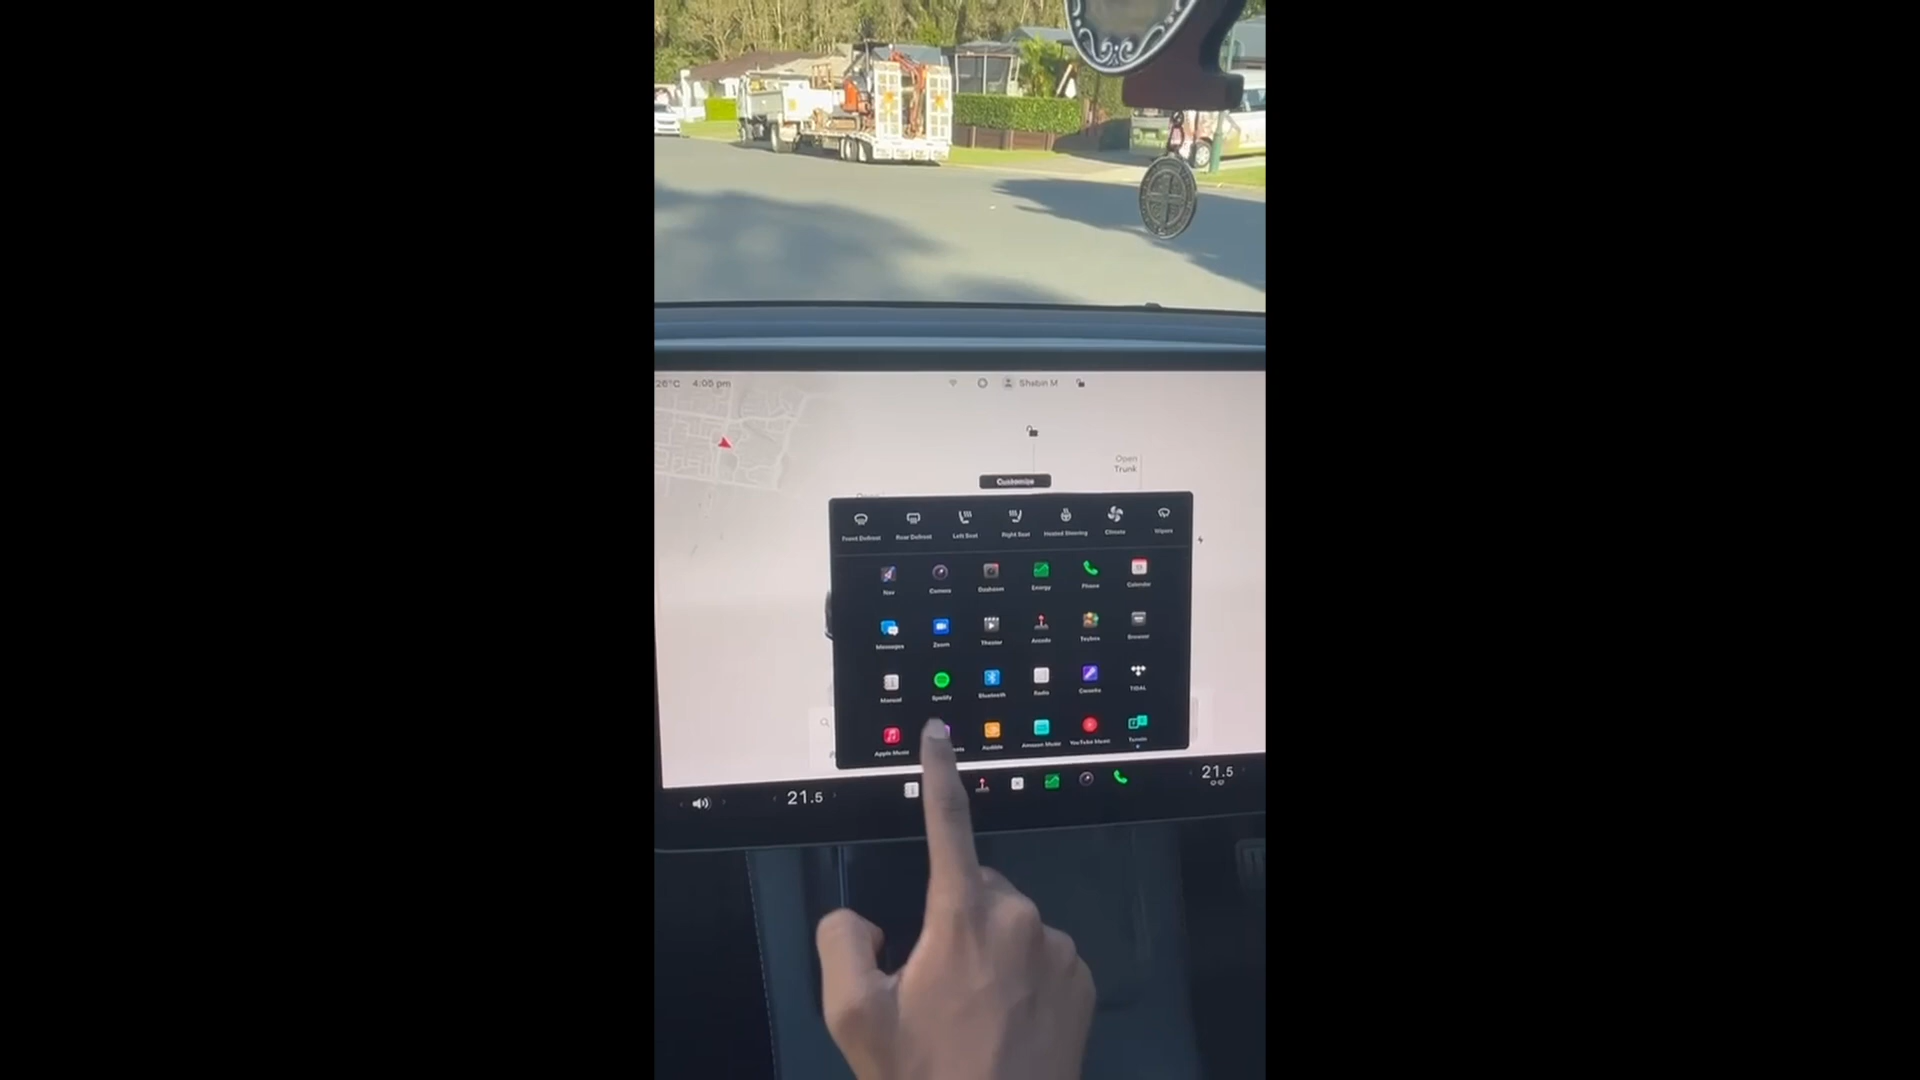 26°C 4:05 pm
Shabin M
Open
Trunk
Customize
Front Defrost Rear Defrost Left Seat Right Seat Heated Steering Climate Wipers
Nav Camera Dashcam Energy Phone Calendar
Messages Zoom Theater Arcade Toybox Browser
Manual Spotify Bluetooth Radio Caraoke TIDAL
Apple Music Audible Amazon Music YouTube Music TuneIn
21.5
21.5